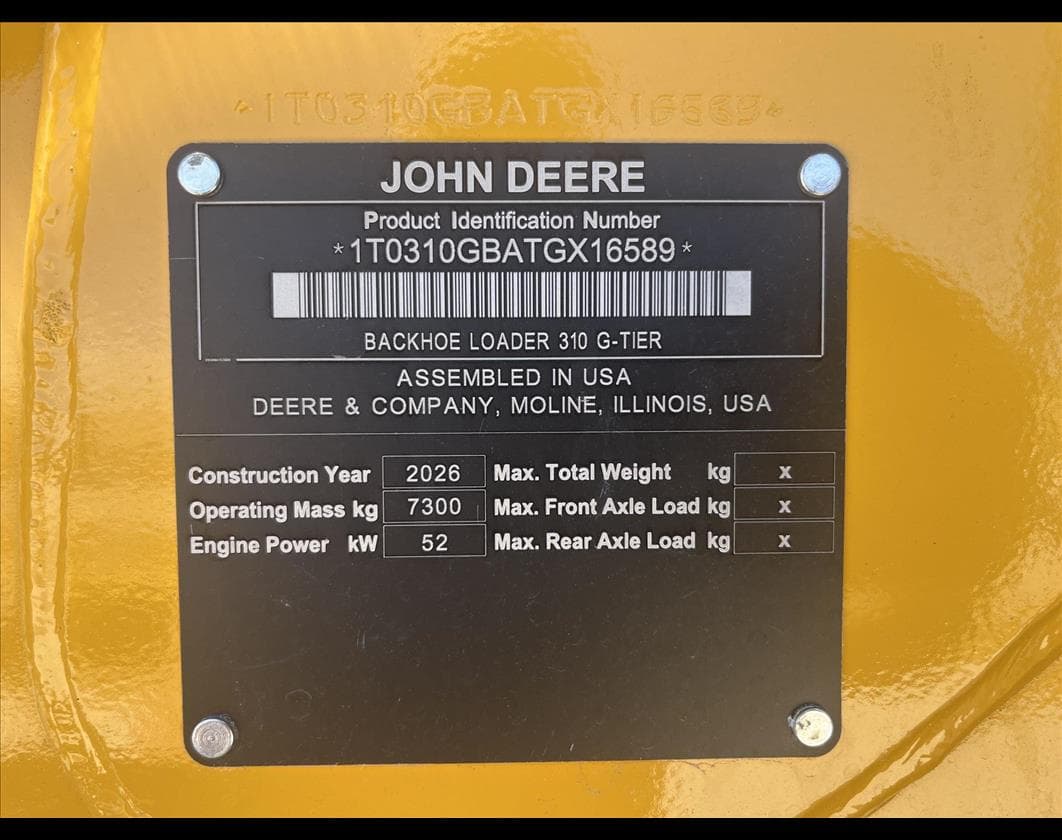 *1T0310GBATGX16589*
JOHN DEERE
Product Identification Number
*1T0310GBATGX16589*
BACKHOE LOADER 310 G-TIER
ASSEMBLED IN USA
DEERE & COMPANY, MOLINE, ILLINOIS, USA
Construction Year 2026 Max. Total Weight kg x
Operating Mass kg 7300 Max. Front Axle Load kg x
Engine Power kW 52 Max. Rear Axle Load kg x